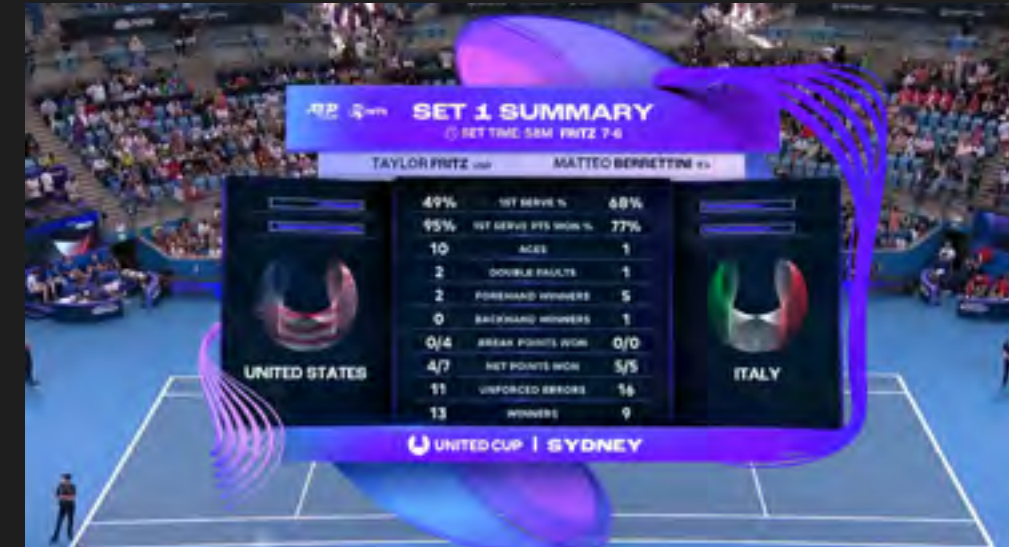 ATP
SET 1 SUMMARY
SET TIME: 58M FRITZ 7-6
TAYLOR FRITZ USA MATTEO BERRETTINI ITA
49% 1ST SERVE % 68%
95% 1ST SERVE PTS WON % 77%
10 ACES 1
2 DOUBLE FAULTS 1
2 FOREHAND WINNERS 5
0 BACKHAND WINNERS 1
0/4 BREAK POINTS WON 0/0
4/7 NET POINTS WON 5/5
11 UNFORCED ERRORS 16
13 WINNERS 9
UNITED STATES
ITALY
UNITED CUP | SYDNEY